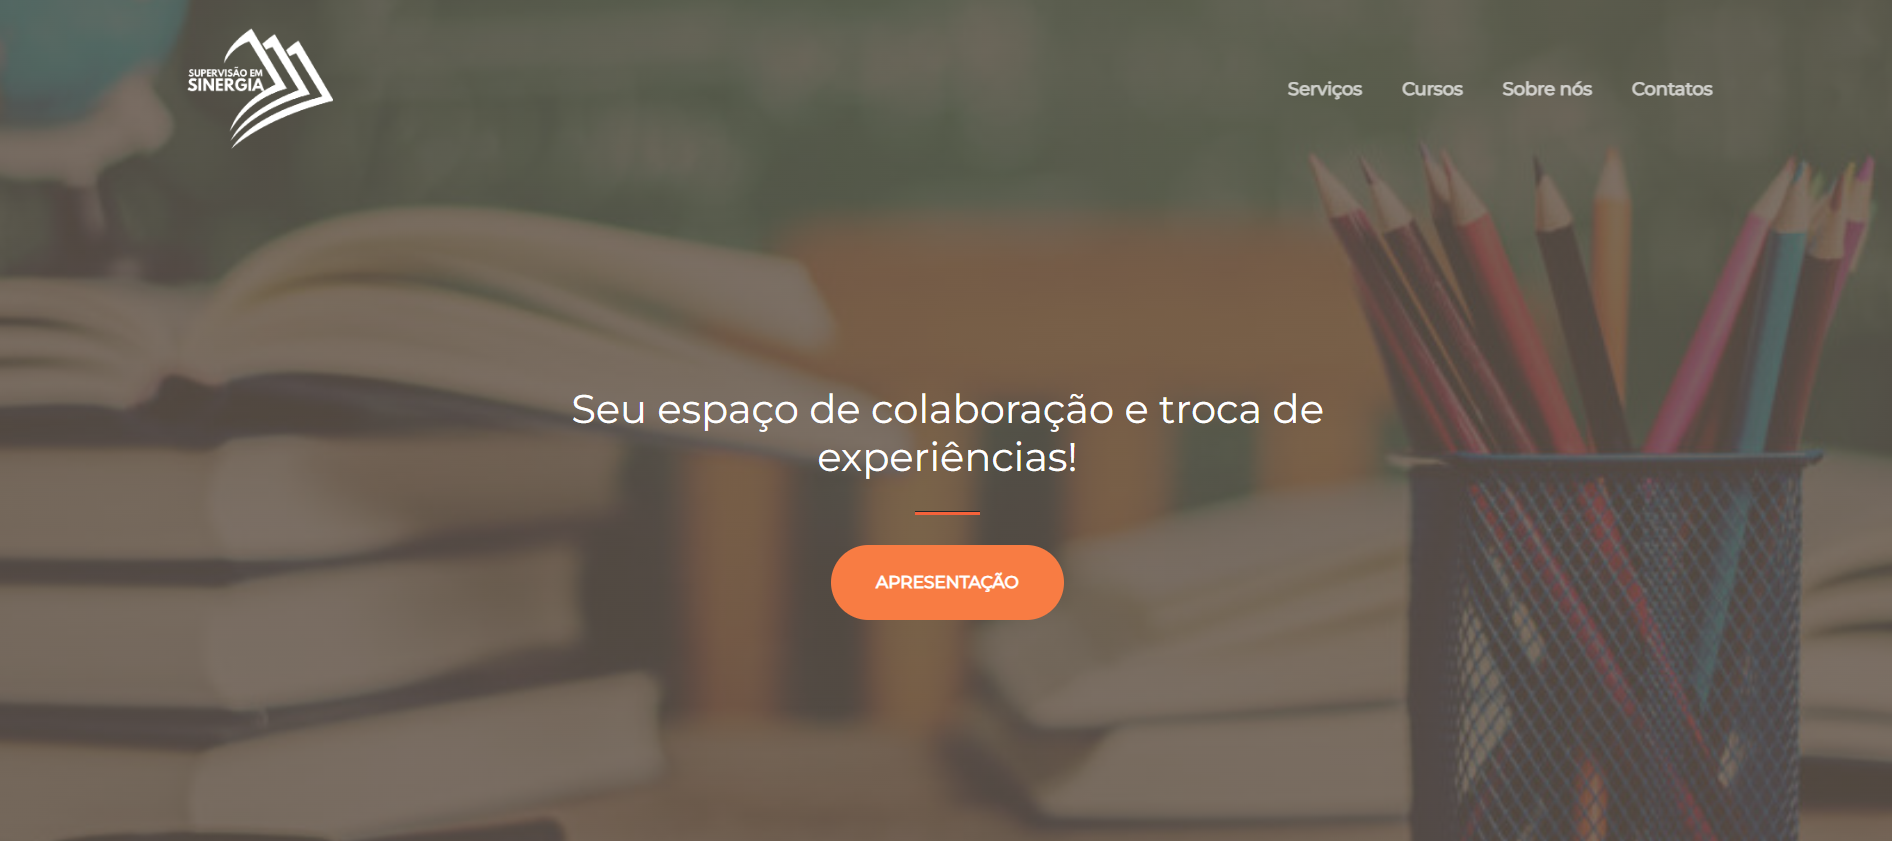 SUPERVISÃO EM
SINERGIA
Serviços Cursos Sobre nós Contatos
Seu espaço de colaboração e troca de
experiências!
APRESENTAÇÃO